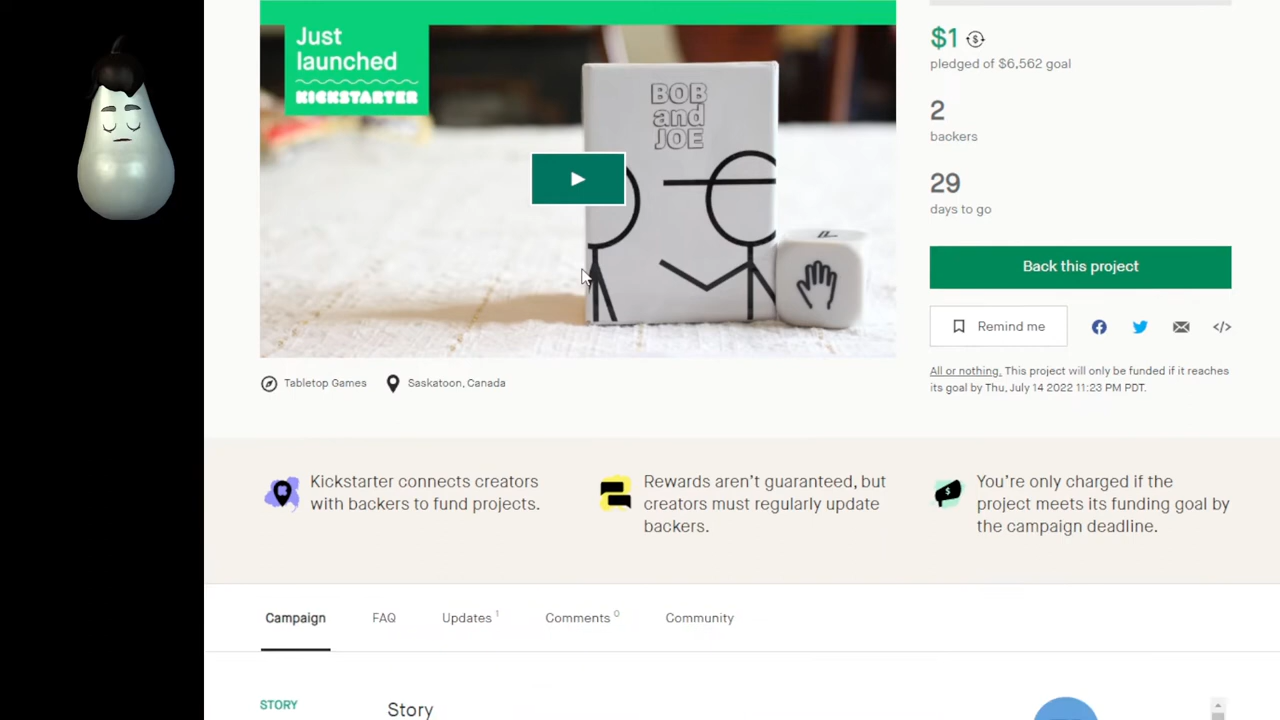 Just
launched
KICKSTARTER
BOB
and
JOE
$1
pledged of $6,562 goal
2
backers
29
days to go
Back this project
Remind me
All or nothing. This project will only be funded if it reaches
its goal by Thu, July 14 2022 11:23 PM PDT.
Tabletop Games
Saskatoon, Canada
Kickstarter connects creators
with backers to fund projects.
Rewards aren't guaranteed, but
creators must regularly update
backers.
You're only charged if the
project meets its funding goal by
the campaign deadline.
Campaign
FAQ
Updates 1
Comments 0
Community
STORY
Story